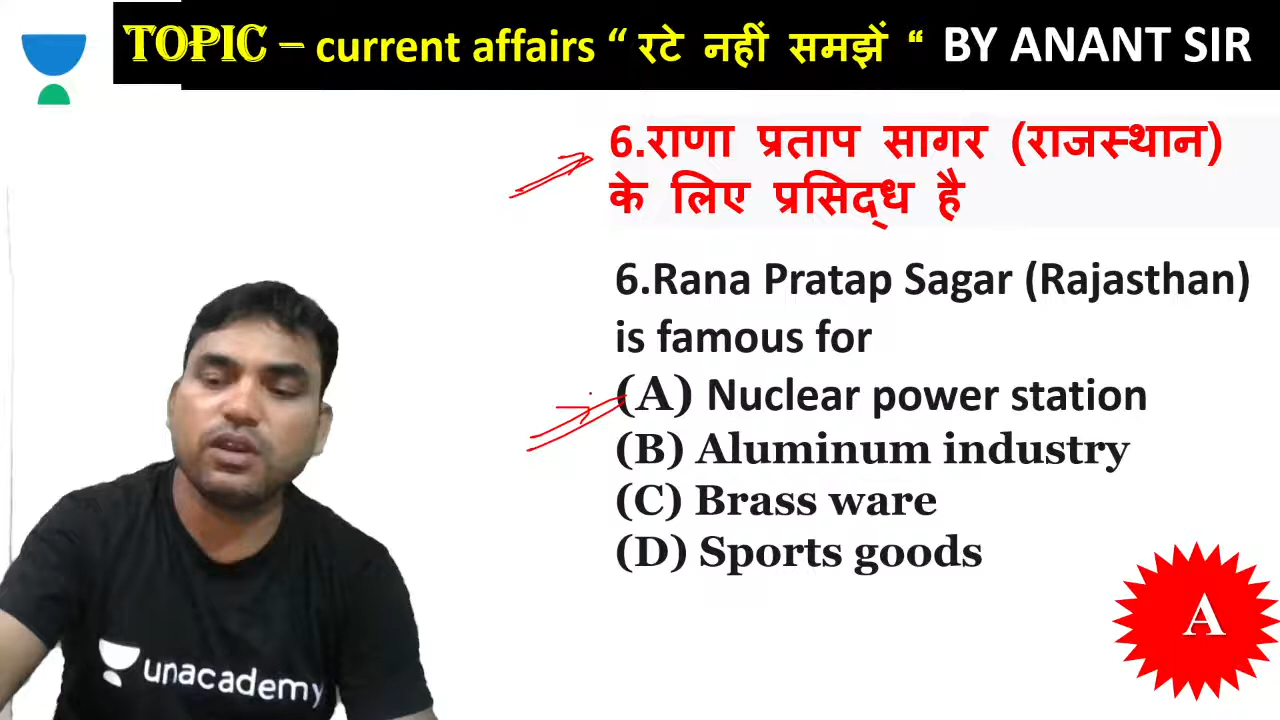 TOPIC – current affairs “ रटे नहीं समझें “ BY ANANT SIR
6.राणा प्रताप सागर (राजस्थान)
के लिए प्रसिद्ध है
6.Rana Pratap Sagar (Rajasthan)
is famous for
(A) Nuclear power station
(B) Aluminum industry
(C) Brass ware
(D) Sports goods
A
unacademy